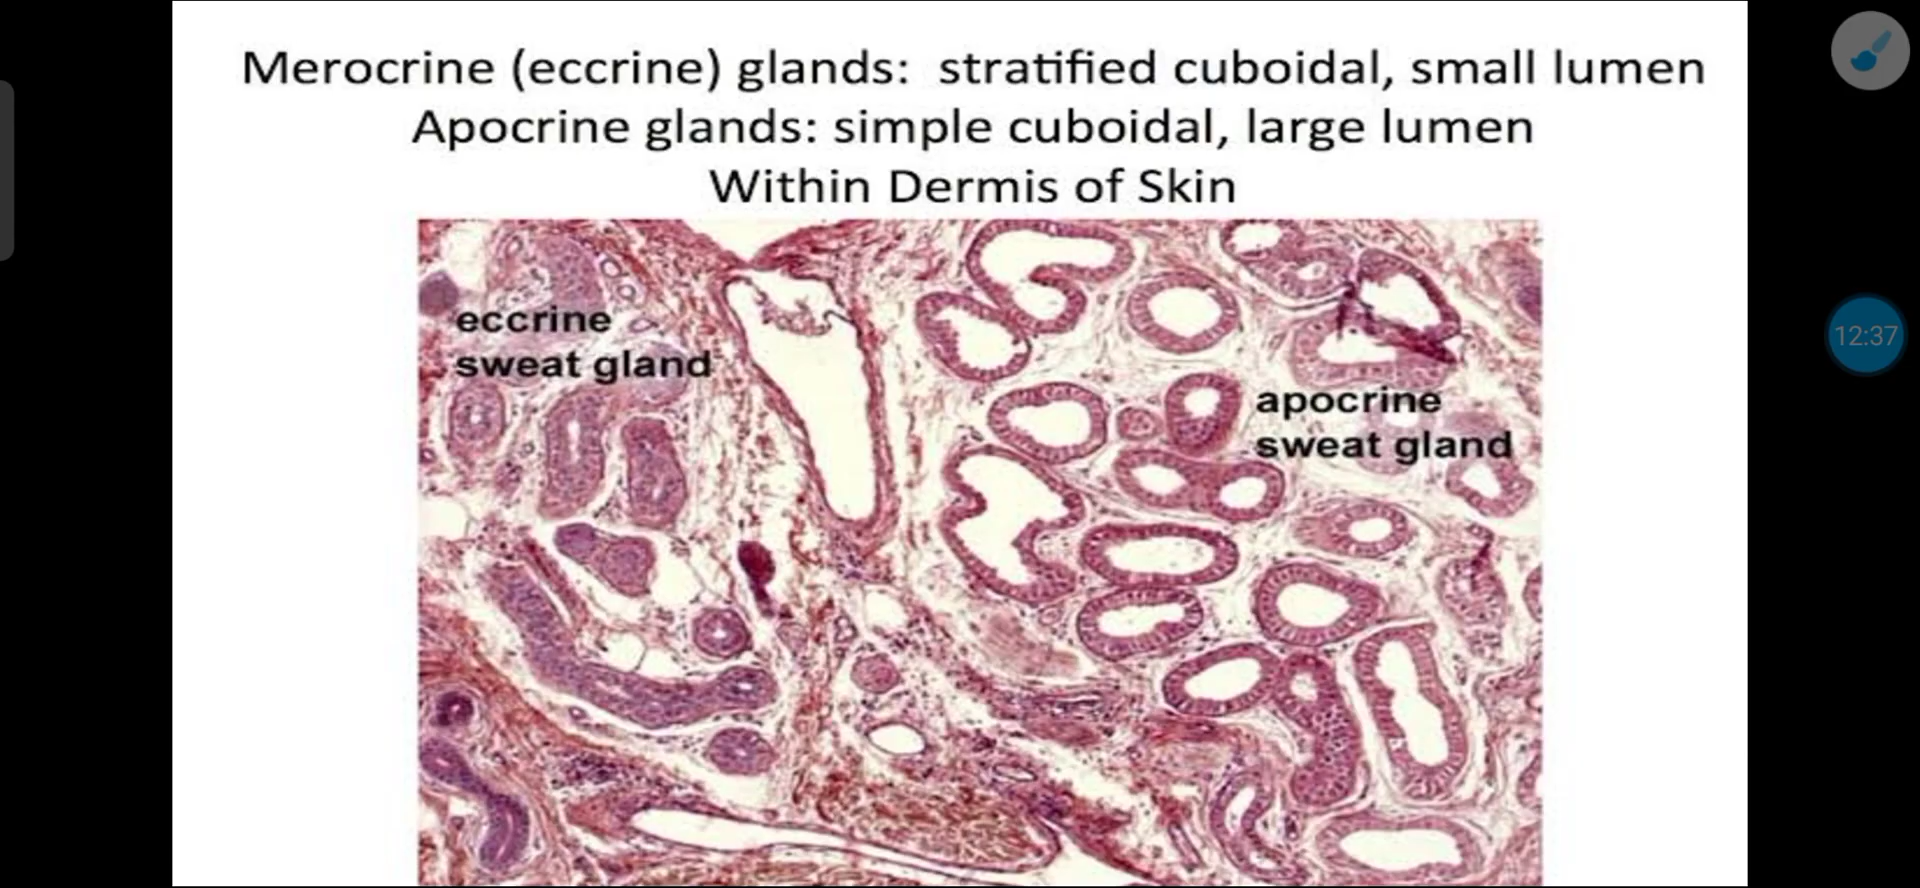 Merocrine (eccrine) glands: stratified cuboidal, small lumen
Apocrine glands: simple cuboidal, large lumen
Within Dermis of Skin
eccrine
sweat gland
apocrine
sweat gland
12:37